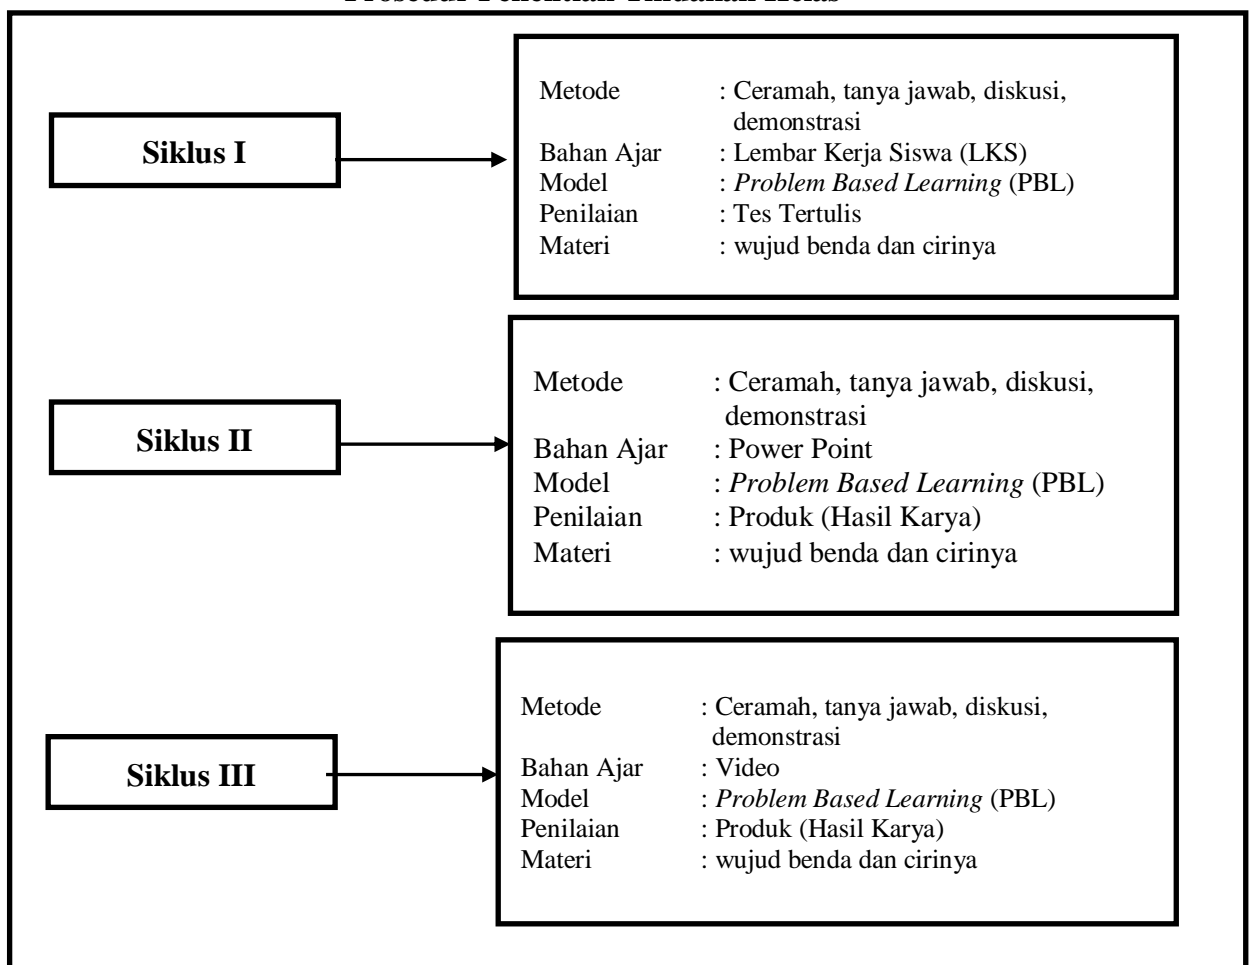 Siklus I
Metode : Ceramah, tanya jawab, diskusi,
demonstrasi
Bahan Ajar : Lembar Kerja Siswa (LKS)
Model : Problem Based Learning (PBL)
Penilaian : Tes Tertulis
Materi : wujud benda dan cirinya
Siklus II
Metode : Ceramah, tanya jawab, diskusi,
demonstrasi
Bahan Ajar : Power Point
Model : Problem Based Learning (PBL)
Penilaian : Produk (Hasil Karya)
Materi : wujud benda dan cirinya
Siklus III
Metode : Ceramah, tanya jawab, diskusi,
demonstrasi
Bahan Ajar : Video
Model : Problem Based Learning (PBL)
Penilaian : Produk (Hasil Karya)
Materi : wujud benda dan cirinya